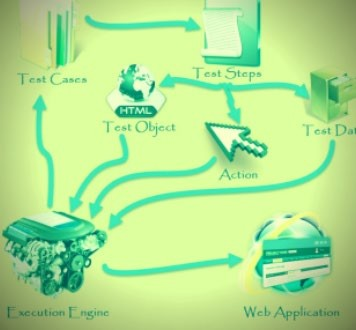 Test Cases
Test Steps
HTML
Test Object
Test Dat
Action
Execution Engine
Web Application